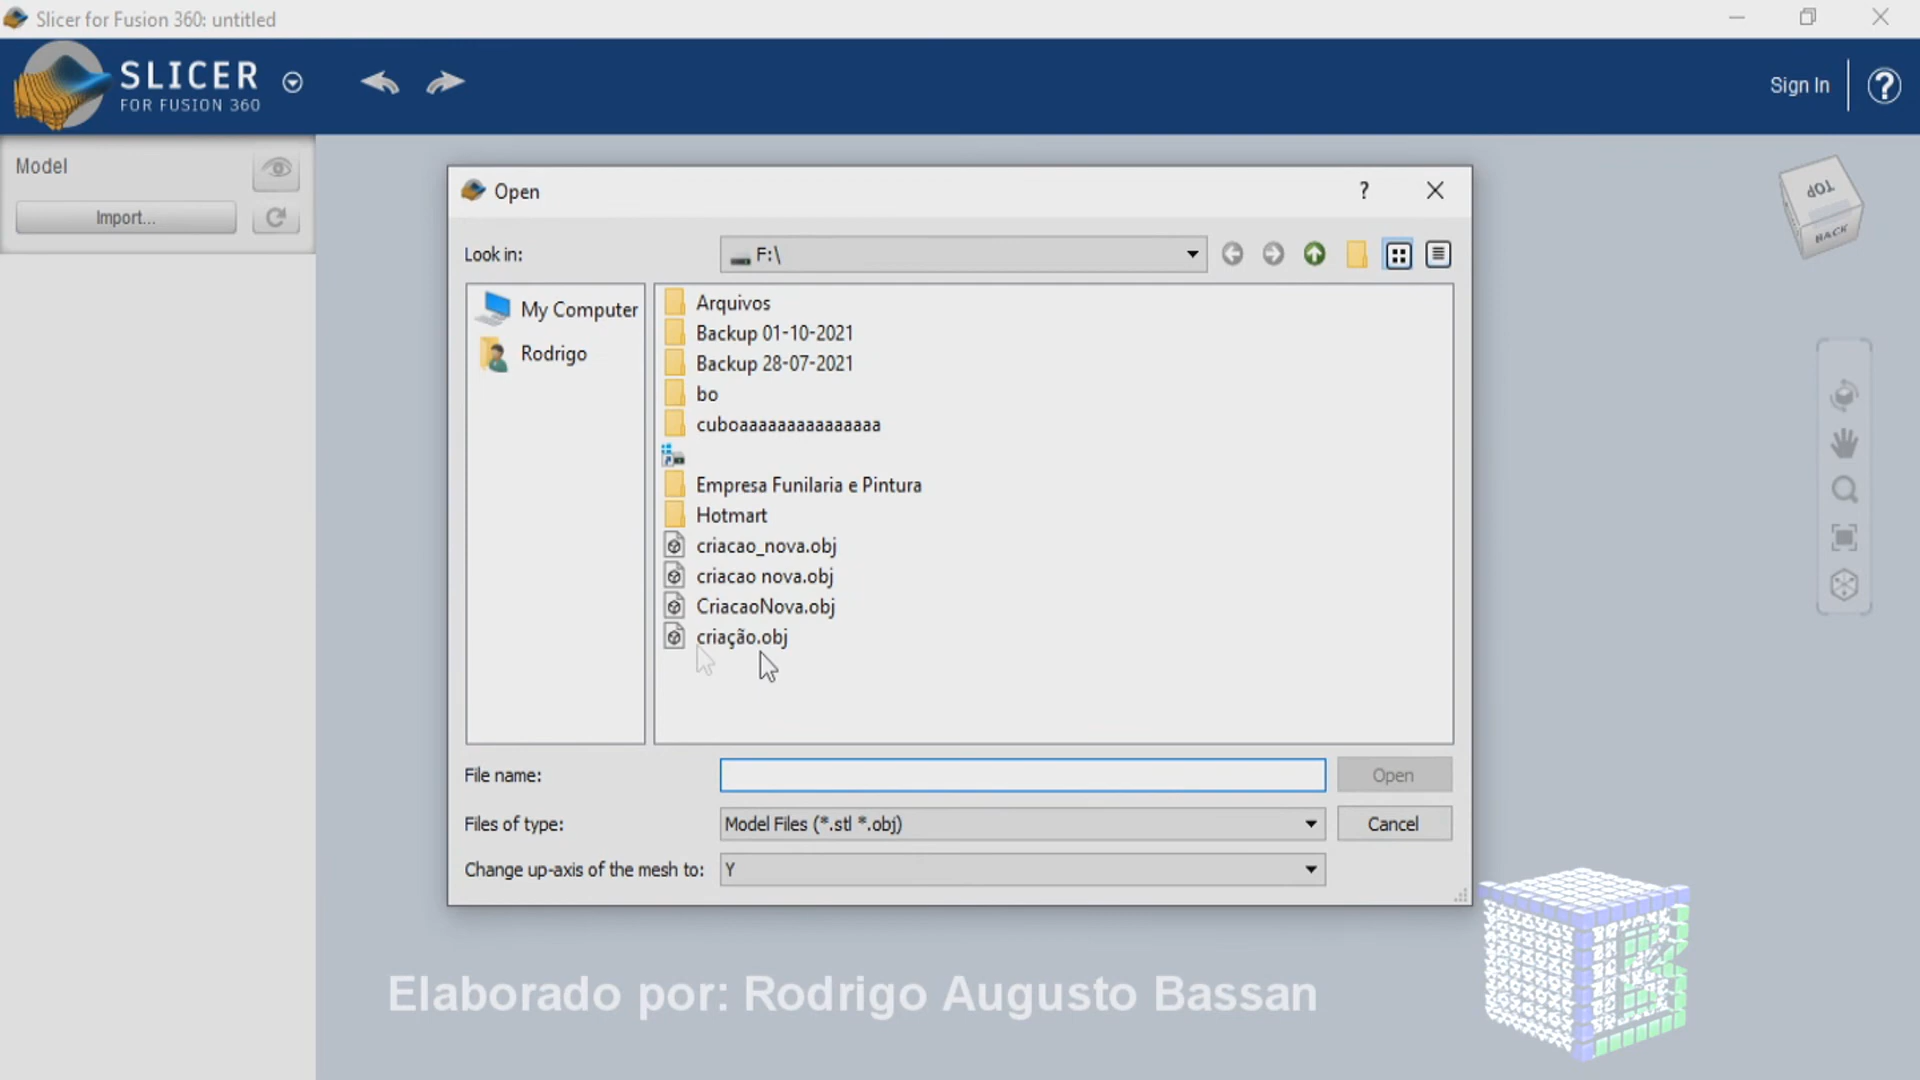 Slicer for Fusion 360: untitled
SLICER
FOR FUSION 360
Sign In
?
Model
Import...
TOP
BACK
Open
?
Look in:
F:\
My Computer
Rodrigo
Arquivos
Backup 01-10-2021
Backup 28-07-2021
bo
cuboaaaaaaaaaaaaaaa
Empresa Funilaria e Pintura
Hotmart
criacao_nova.obj
criacao nova.obj
CriacaoNova.obj
criação.obj
File name:
Open
Files of type:
Model Files (*.stl *.obj)
Cancel
Change up-axis of the mesh to:
Y
Elaborado por: Rodrigo Augusto Bassan